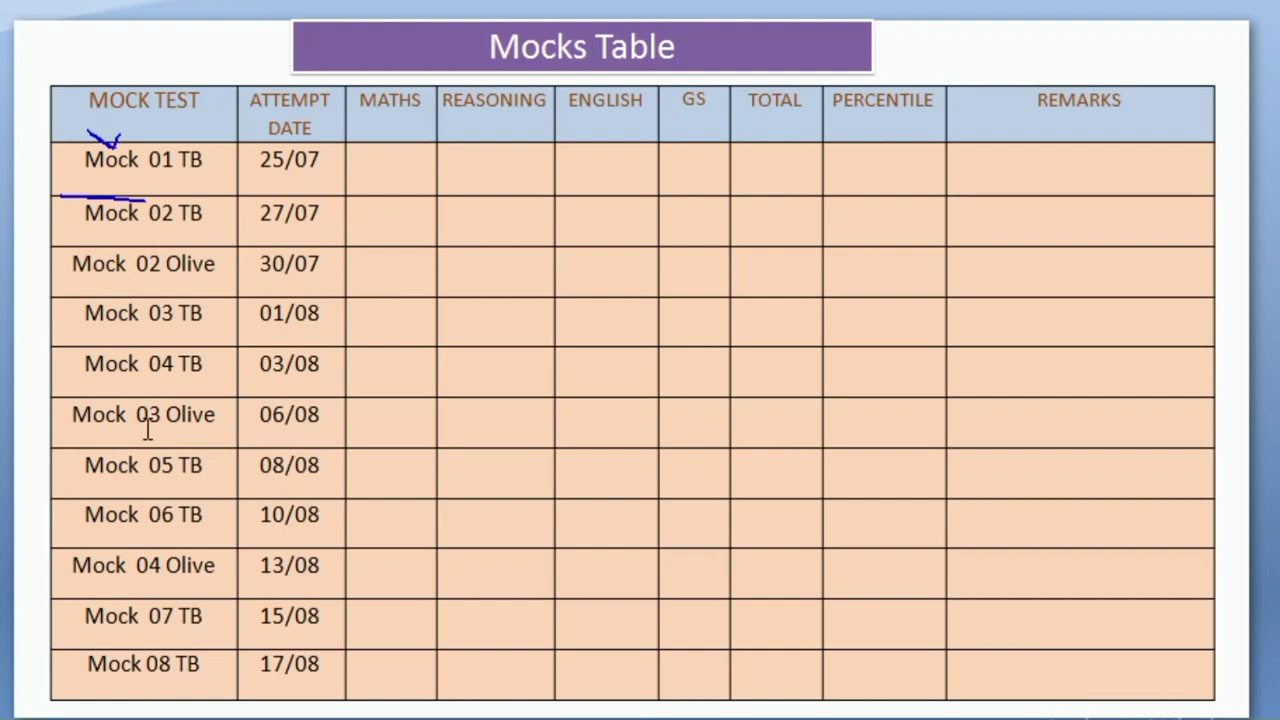 Mocks Table
MOCK TEST ATTEMPT DATE MATHS REASONING ENGLISH GS TOTAL PERCENTILE REMARKS
Mock 01 TB 25/07
Mock 02 TB 27/07
Mock 02 Olive 30/07
Mock 03 TB 01/08
Mock 04 TB 03/08
Mock 03 Olive 06/08
Mock 05 TB 08/08
Mock 06 TB 10/08
Mock 04 Olive 13/08
Mock 07 TB 15/08
Mock 08 TB 17/08